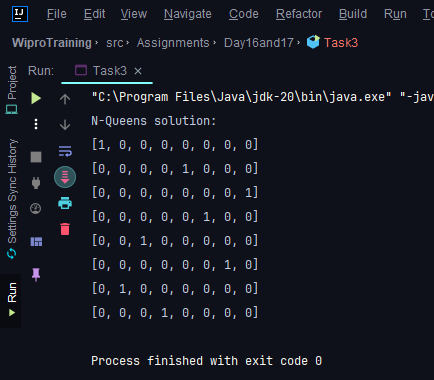 File Edit View Navigate Code Refactor Build Run
WiproTraining › src › Assignments › Day16and17 › Task3
Run: Task3 ×
"C:\Program Files\Java\jdk-20\bin\java.exe" "-jav
N-Queens solution:
[1, 0, 0, 0, 0, 0, 0, 0]
[0, 0, 0, 0, 1, 0, 0, 0]
[0, 0, 0, 0, 0, 0, 0, 1]
[0, 0, 0, 0, 0, 1, 0, 0]
[0, 0, 1, 0, 0, 0, 0, 0]
[0, 0, 0, 0, 0, 0, 1, 0]
[0, 1, 0, 0, 0, 0, 0, 0]
[0, 0, 0, 1, 0, 0, 0, 0]
Process finished with exit code 0
Project
Settings Sync History
Run
IJ